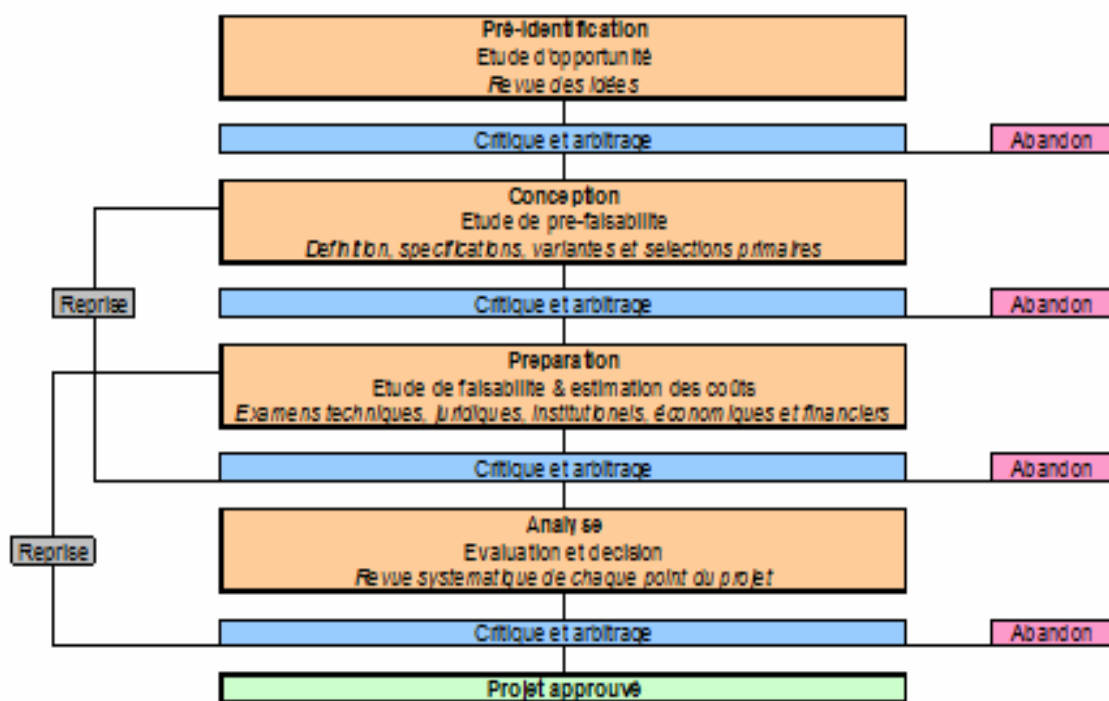 Pré-identification
Etude d'opportunité
Revue des idées
Critique et arbitrage
Abandon
Conception
Etude de pre-faisabilite
Definition, specifications, variantes et selections primaires
Reprise
Critique et arbitrage
Abandon
Preparation
Etude de faisabilite & estimation des coûts
Examens techniques, juridiques, institutionels, économiques et financiers
Critique et arbitrage
Abandon
Analyse
Evaluation et decision
Revue systematique de chaque point du projet
Reprise
Critique et arbitrage
Abandon
Projet approuvé